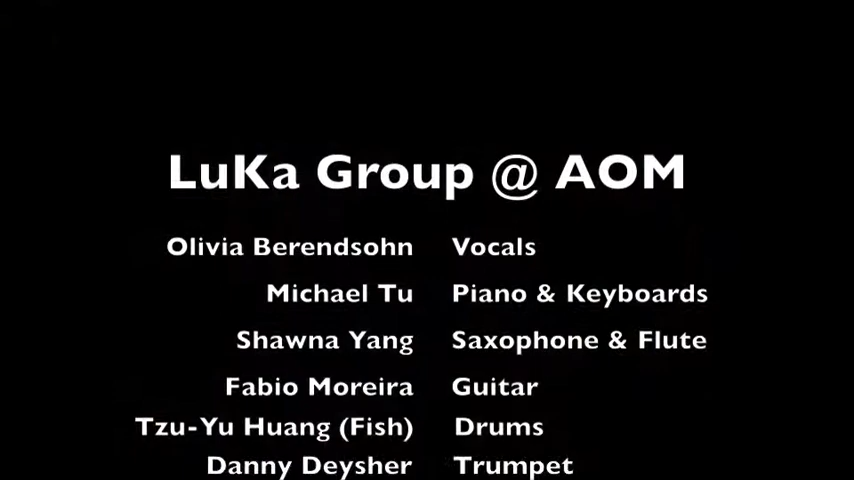 LuKa Group @ AOM
Olivia Berendsohn Vocals
Michael Tu Piano & Keyboards
Shawna Yang Saxophone & Flute
Fabio Moreira Guitar
Tzu-Yu Huang (Fish) Drums
Danny Deysher Trumpet